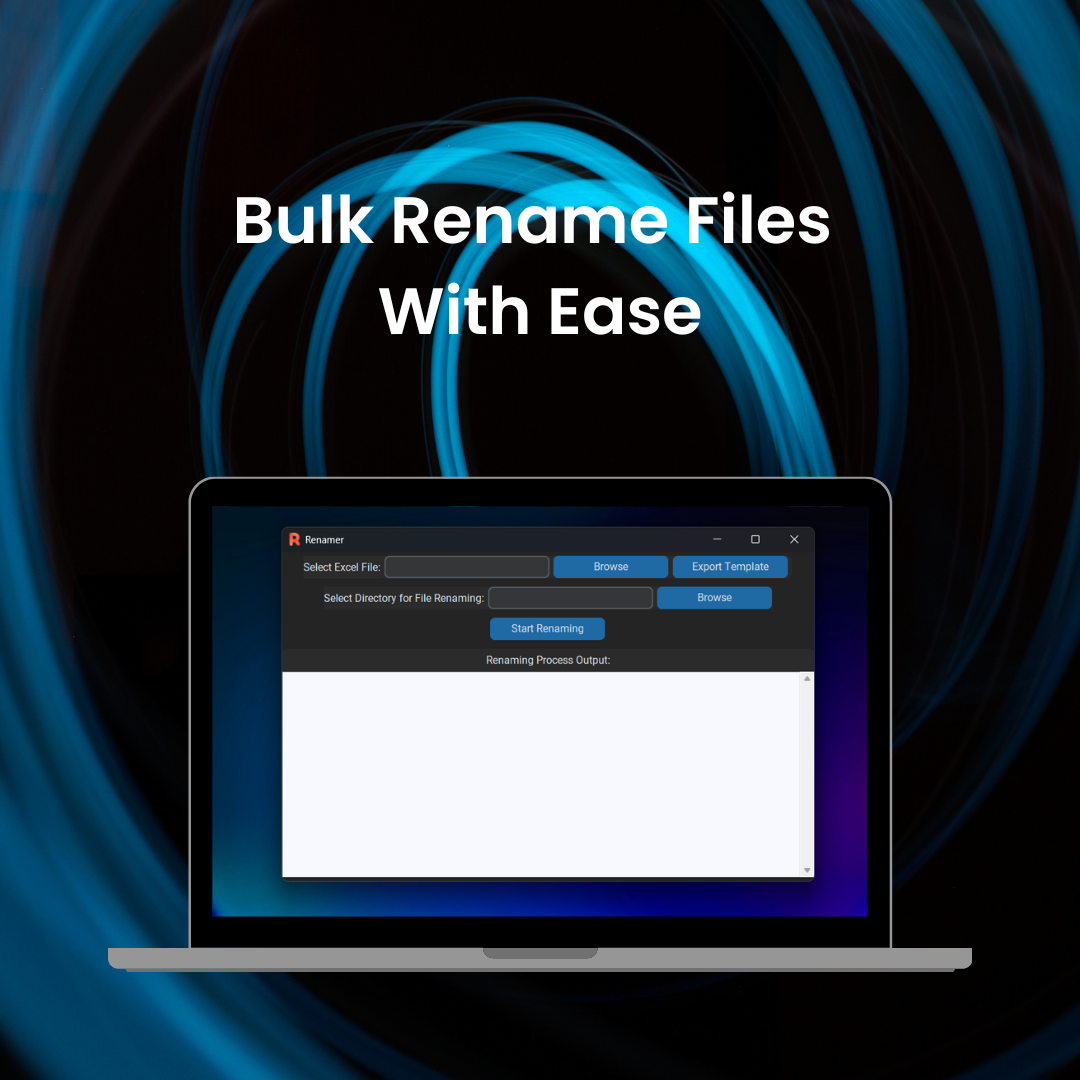 Bulk Rename Files
With Ease
R Renamer
Select Excel File: Browse Export Template
Select Directory for File Renaming: Browse
Start Renaming
Renaming Process Output: